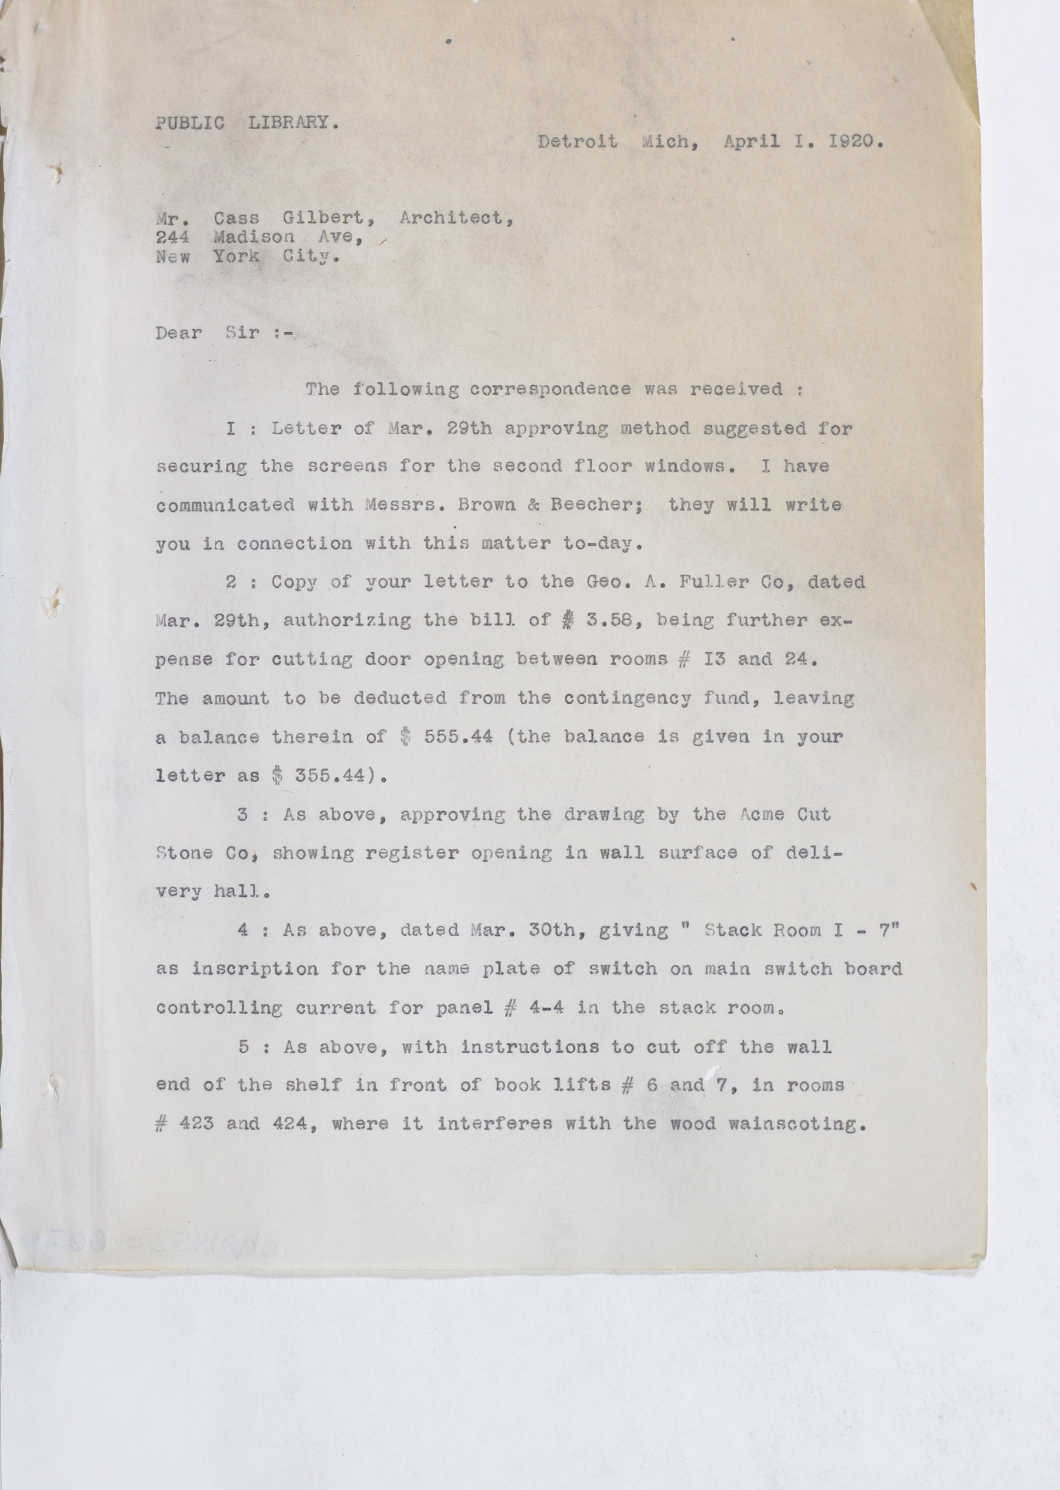 PUBLIC LIBRARY.
Detroit Mich, April I. I920.
Mr. Cass Gilbert, Architect,
244 Madison Ave,
New York City.
Dear Sir :-
The following correspondence was received :
I : Letter of Mar. 29th approving method suggested for
securing the screens for the second floor windows. I have
communicated with Messrs. Brown & Beecher; they will write
you in connection with this matter to-day.
2 : Copy of your letter to the Geo. A. Fuller Co, dated
Mar. 29th, authorizing the bill of $ 3.58, being further ex-
pense for cutting door opening between rooms # I3 and 24.
The amount to be deducted from the contingency fund, leaving
a balance therein of $ 555.44 (the balance is given in your
letter as $ 355.44).
3 : As above, approving the drawing by the Acme Cut
Stone Co, showing register opening in wall surface of deli-
very hall.
4 : As above, dated Mar. 30th, giving " Stack Room I - 7"
as inscription for the name plate of switch on main switch board
controlling current for panel # 4-4 in the stack room.
5 : As above, with instructions to cut off the wall
end of the shelf in front of book lifts # 6 and 7, in rooms
# 423 and 424, where it interferes with the wood wainscoting.